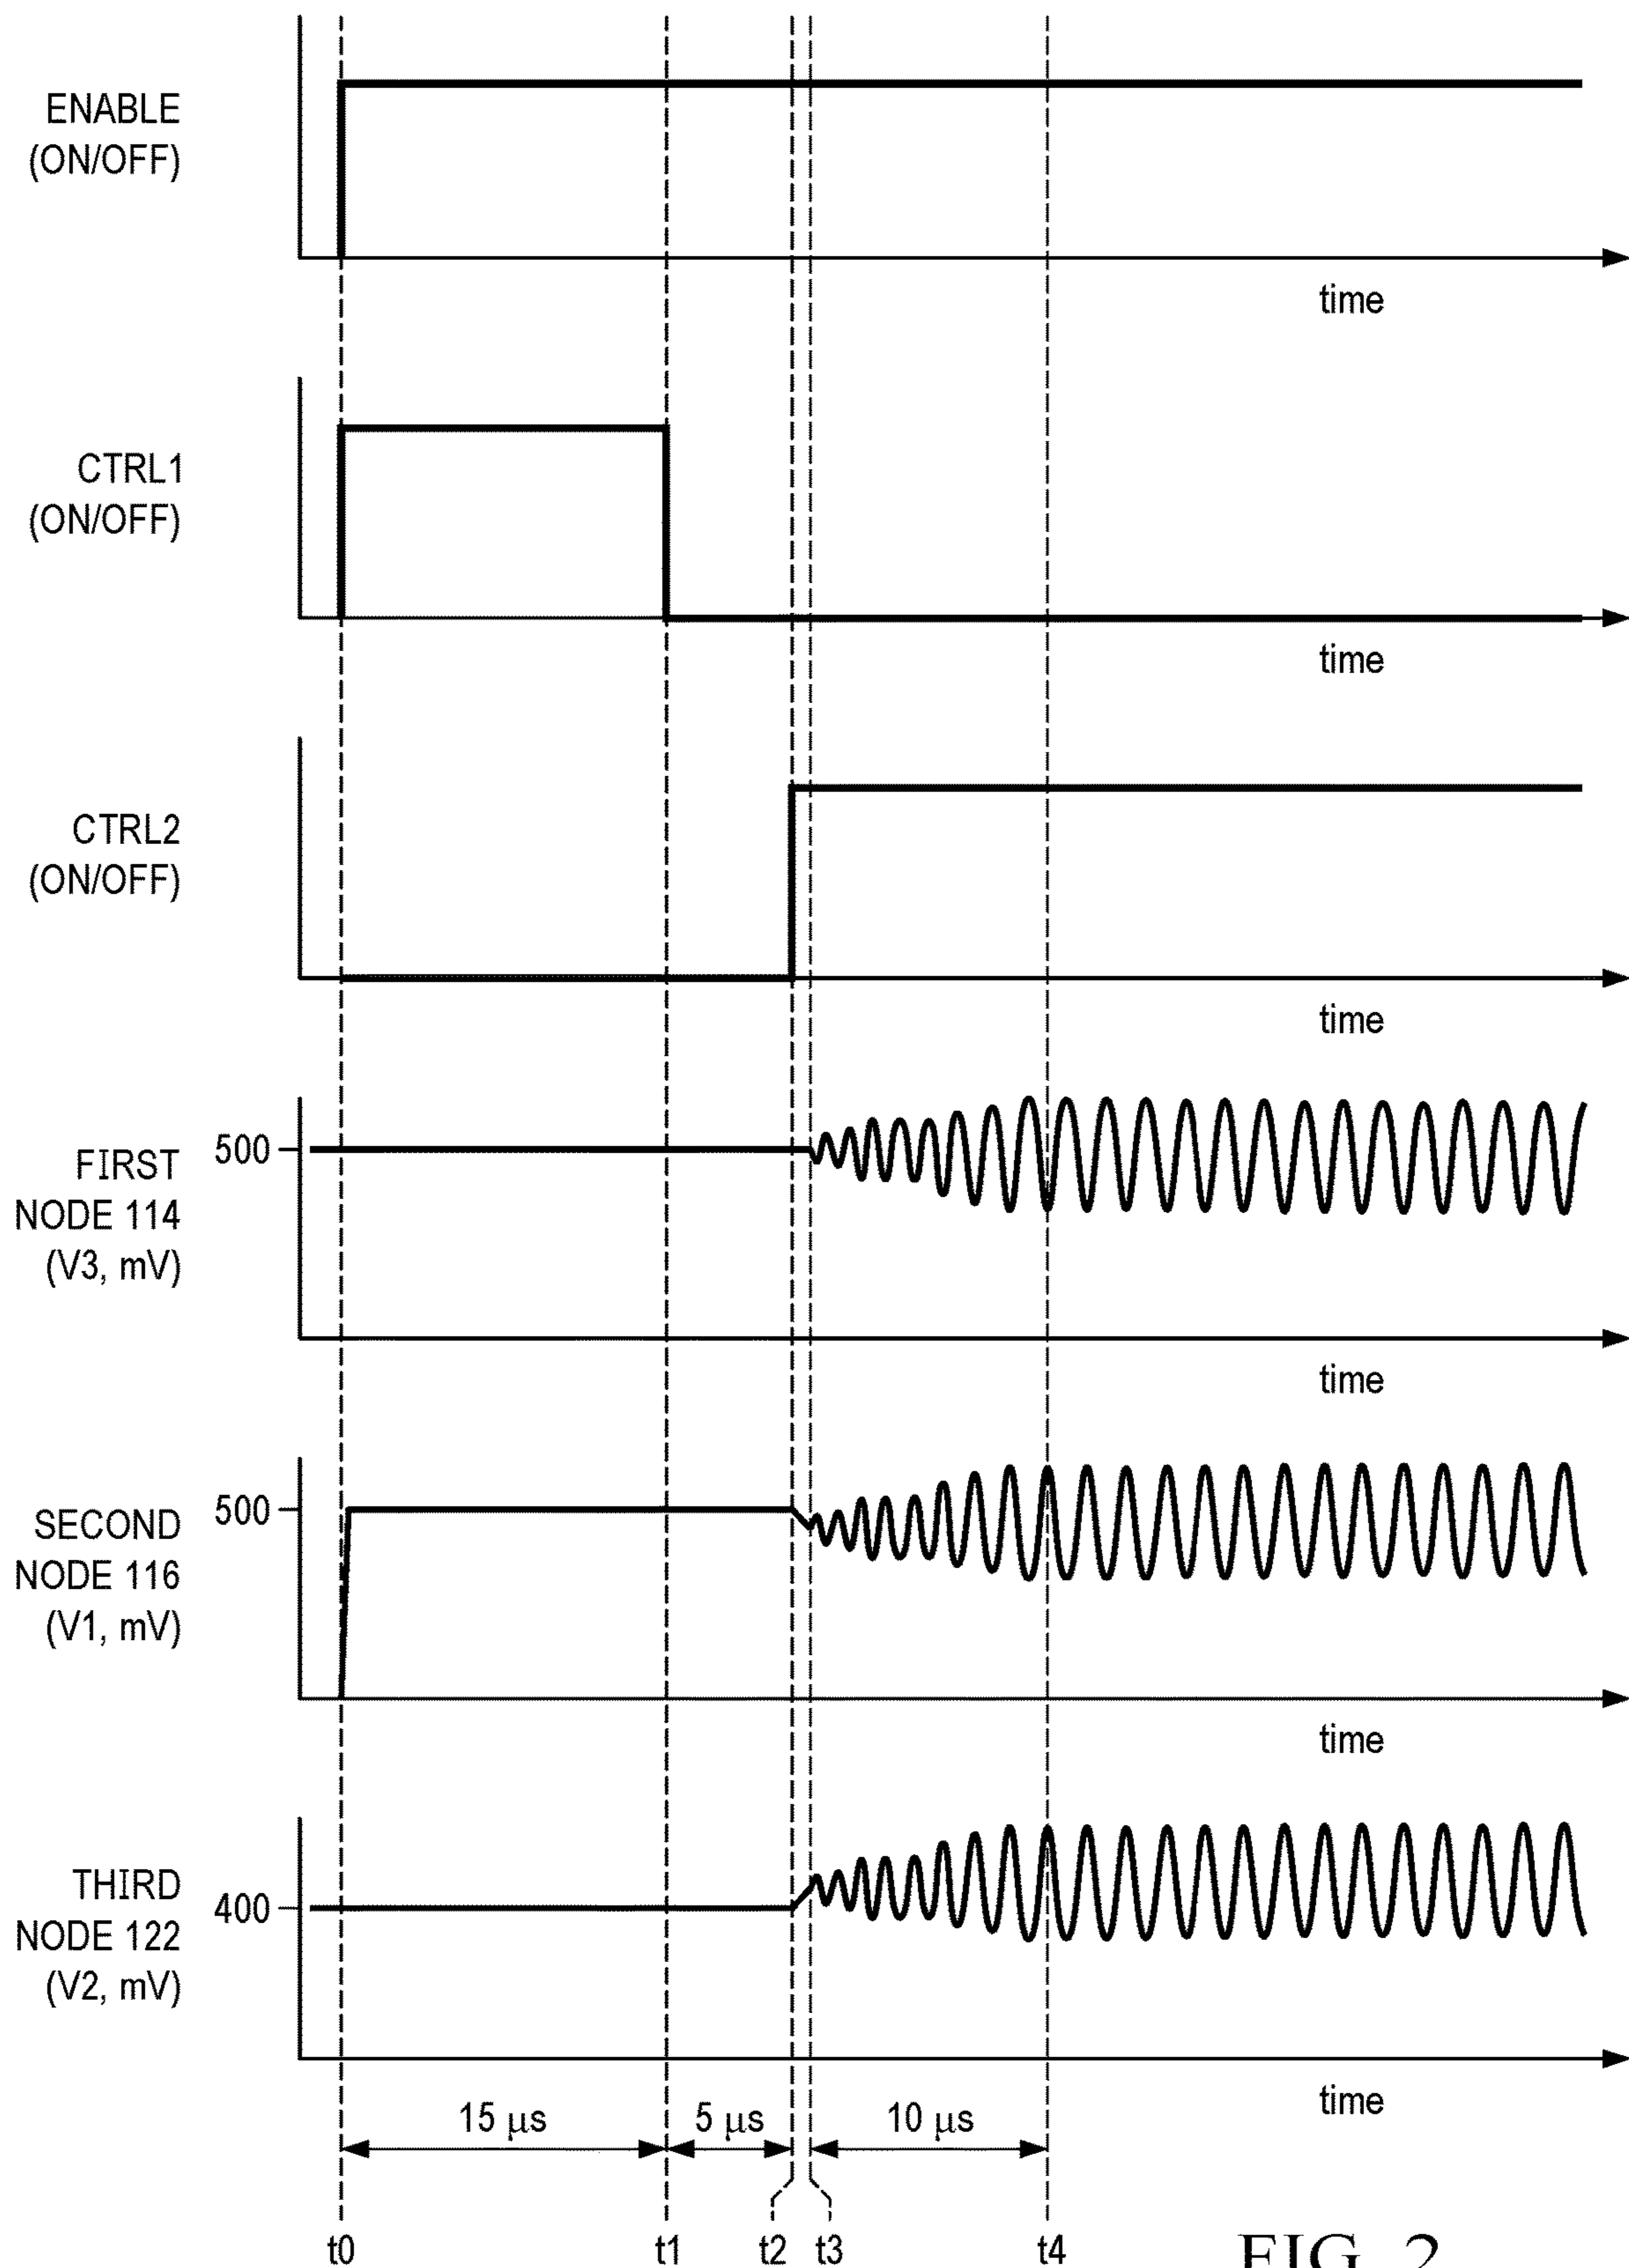 ENABLE
(ON/OFF)
time
CTRL1
(ON/OFF)
time
CTRL2
(ON/OFF)
time
FIRST
NODE 114
(V3, mV)
500
time
SECOND
NODE 116
(V1, mV)
500
time
THIRD
NODE 122
(V2, mV)
400
time
15 μs
5 μs
10 μs
t0
t1
t2
t3
t4
FIG. 2